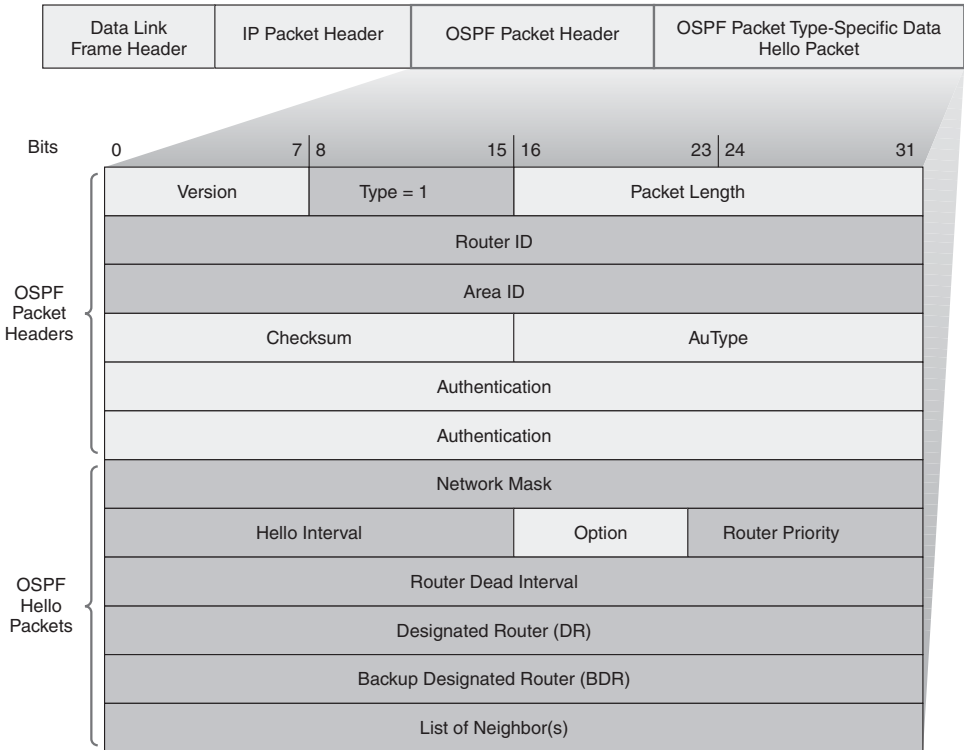 Data Link
Frame Header
IP Packet Header
OSPF Packet Header
OSPF Packet Type-Specific Data
Hello Packet
Bits 0 7 8 15 16 23 24 31
Version Type = 1 Packet Length
Router ID
Area ID
OSPF
Packet
Headers
Checksum AuType
Authentication
Authentication
Network Mask
Hello Interval Option Router Priority
OSPF
Hello
Packets
Router Dead Interval
Designated Router (DR)
Backup Designated Router (BDR)
List of Neighbor(s)